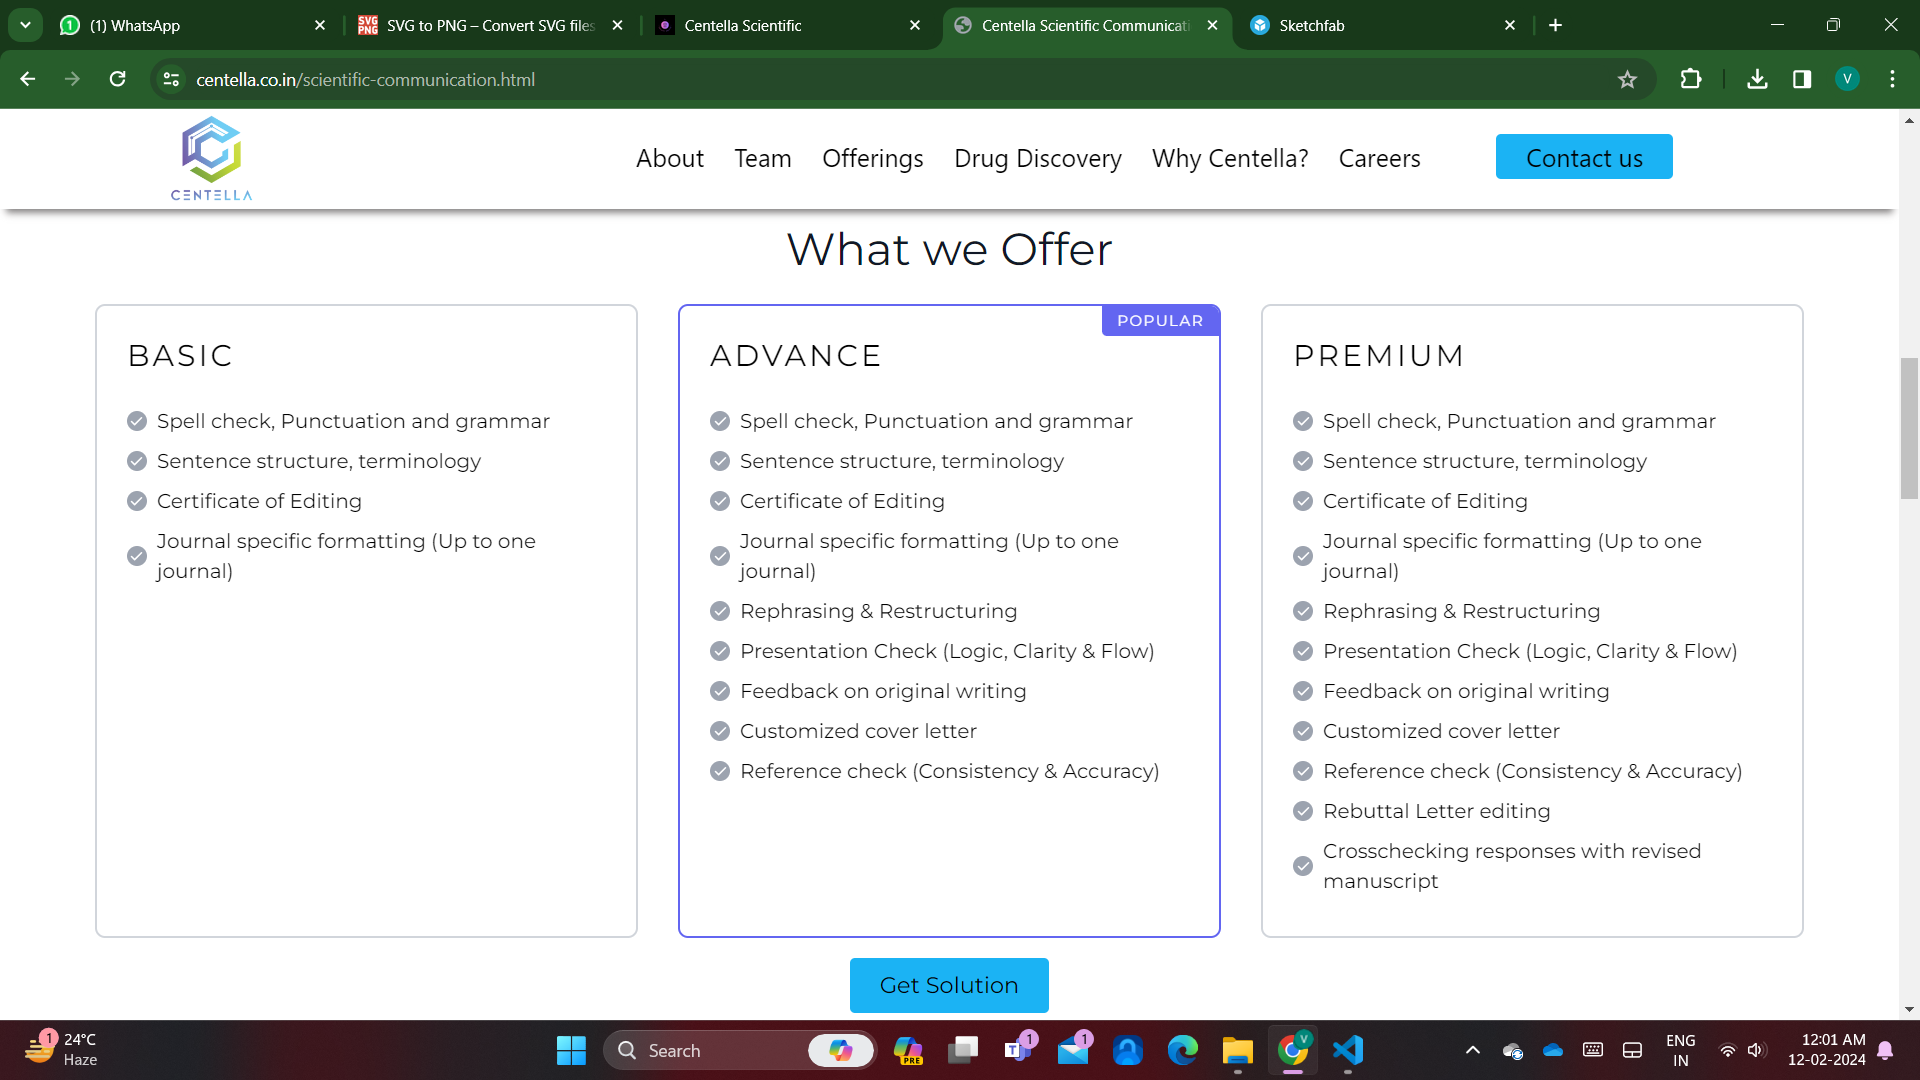 (1) WhatsApp
SVG to PNG – Convert SVG files
Centella Scientific
Centella Scientific Communicati
Sketchfab
centella.co.in/scientific-communication.html
V
CENTELLA
About Team Offerings Drug Discovery Why Centella? Careers
Contact us
What we Offer
BASIC
Spell check, Punctuation and grammar
Sentence structure, terminology
Certificate of Editing
Journal specific formatting (Up to one
journal)
POPULAR
ADVANCE
Spell check, Punctuation and grammar
Sentence structure, terminology
Certificate of Editing
Journal specific formatting (Up to one
journal)
Rephrasing & Restructuring
Presentation Check (Logic, Clarity & Flow)
Feedback on original writing
Customized cover letter
Reference check (Consistency & Accuracy)
PREMIUM
Spell check, Punctuation and grammar
Sentence structure, terminology
Certificate of Editing
Journal specific formatting (Up to one
journal)
Rephrasing & Restructuring
Presentation Check (Logic, Clarity & Flow)
Feedback on original writing
Customized cover letter
Reference check (Consistency & Accuracy)
Rebuttal Letter editing
Crosschecking responses with revised
manuscript
Get Solution
1
24°C
Haze
Search
PRE
1
1
V
ENG
IN
12:01 AM
12-02-2024